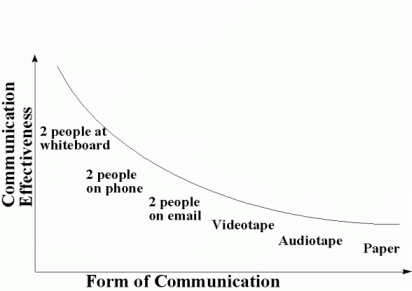 Communication
Effectiveness
2 people at
whiteboard
2 people
on phone
2 people
on email
Videotape
Audiotape
Paper
Form of Communication